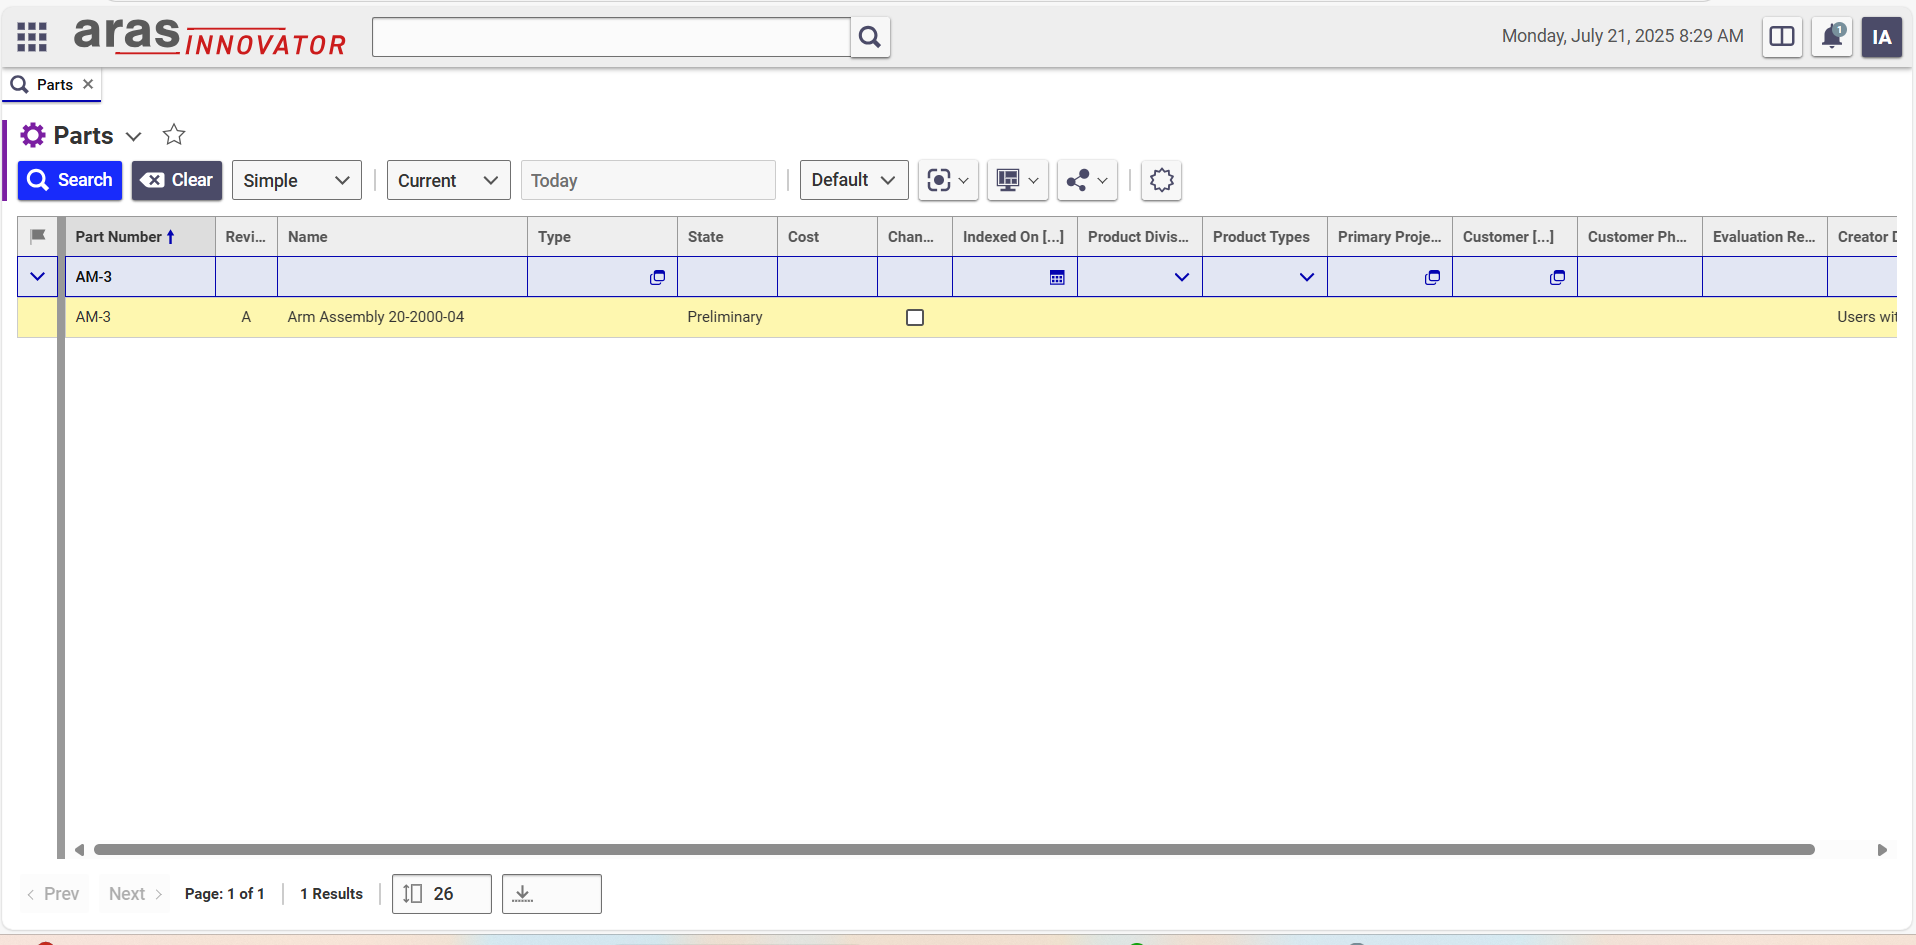 aras INNOVATOR
Monday, July 21, 2025 8:29 AM
1
IA
Parts
Parts
Search Clear Simple Current Today Default
Part Number Revi... Name Type State Cost Chan... Indexed On [...] Product Divis... Product Types Primary Proje... Customer [...] Customer Ph... Evaluation Re... Creator D
AM-3
AM-3 A Arm Assembly 20-2000-04 Preliminary Users wit
Prev Next Page: 1 of 1 1 Results 26